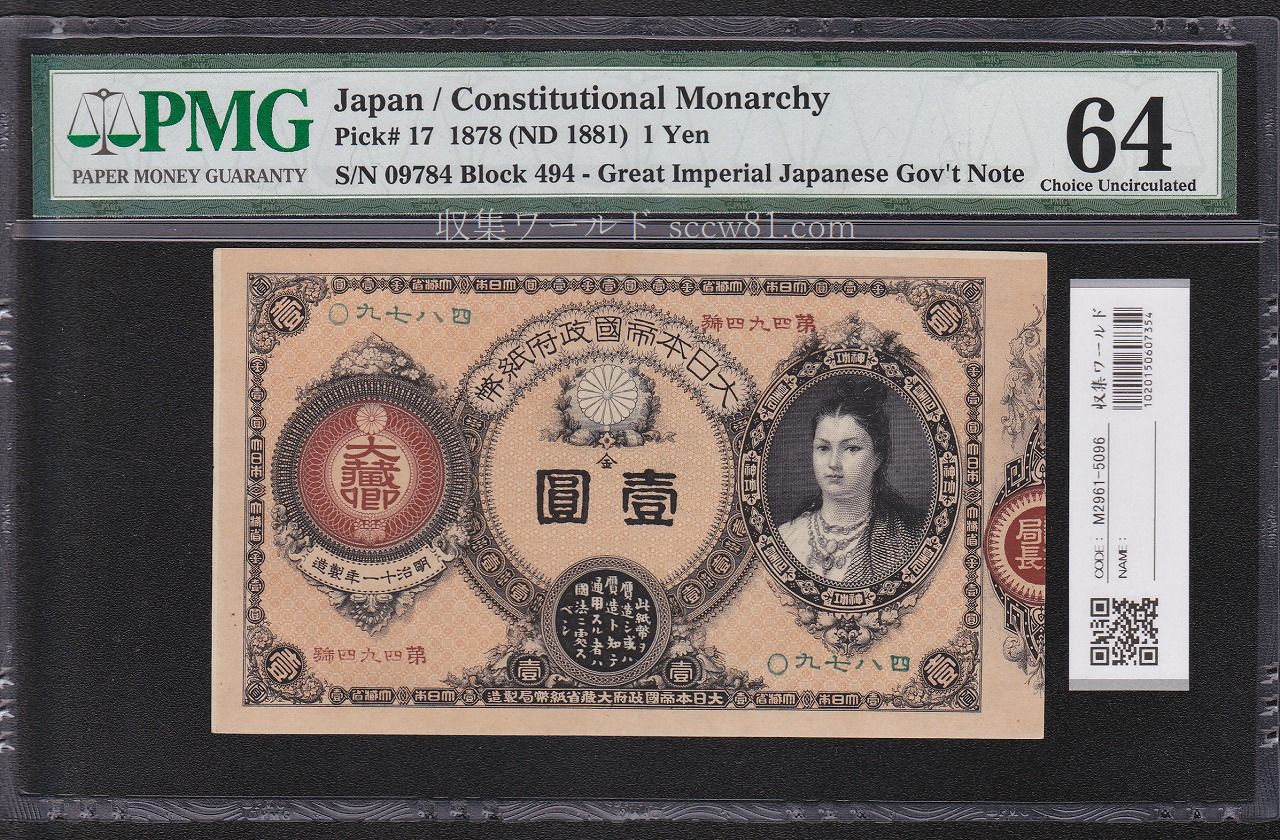 PMG
PAPER MONEY GUARANTY
Japan / Constitutional Monarchy
Pick# 17 1878 (ND 1881) 1 Yen
S/N 09784 Block 494 - Great Imperial Japanese Gov't Note
64
Choice Uncirculated
収集ワールド sccw81.com
四八七九〇
第四九四號
大日本帝國政府紙幣
大藏卿
明治十一年製造
金
壹圓
神功
此紙幣ヲ
贋造シ或ハ
贋造ト知テ
通用スル者ハ
國法ニ處ス
ベシ
局長
第四九四號
四八七九〇
壹
壹
大日本帝國政府大藏省紙幣局製造
収集ワールド
1020150607354
CODE: M2961-5096
NAME: